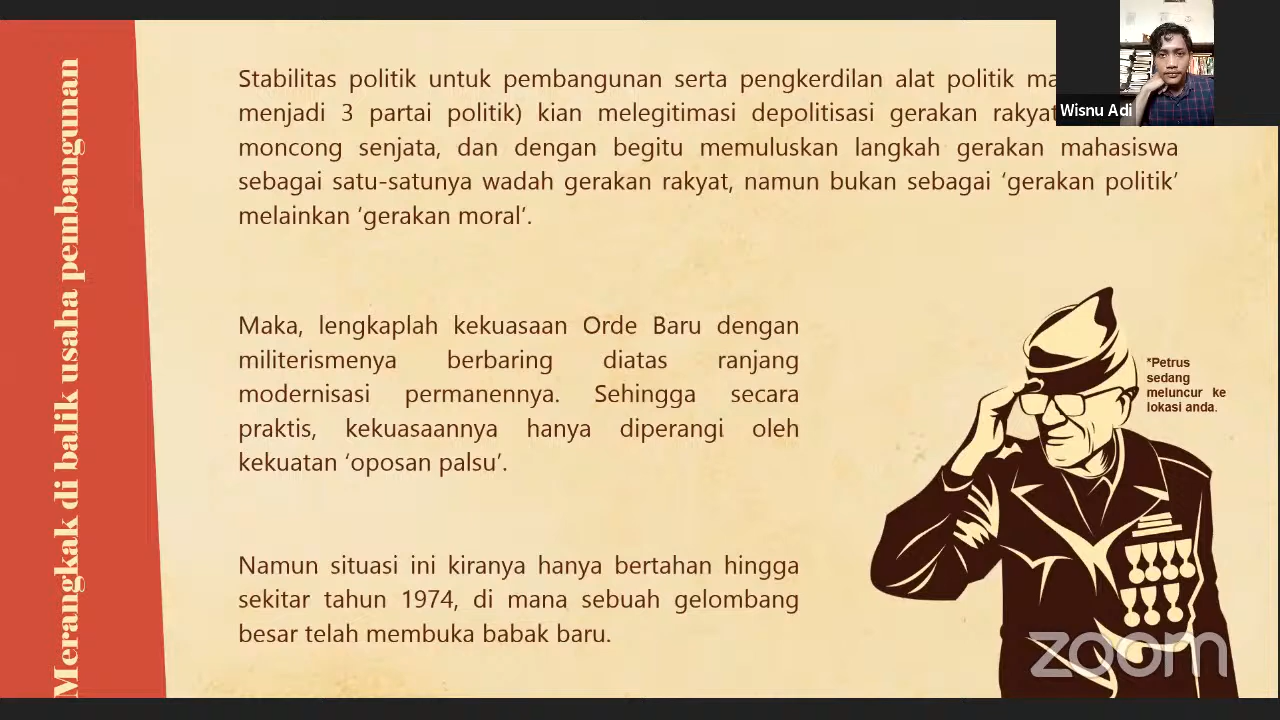 Merangkak di balik usaha pembangunan
Stabilitas politik untuk pembangunan serta pengkerdilan alat politik
menjadi 3 partai politik) kian melegitimasi depolitisasi gerakan rakyat
moncong senjata, dan dengan begitu memuluskan langkah gerakan mahasiswa
sebagai satu-satunya wadah gerakan rakyat, namun bukan sebagai ‘gerakan politik’
melainkan ‘gerakan moral’.
Maka, lengkaplah kekuasaan Orde Baru dengan
militerismenya berbaring diatas ranjang
modernisasi permanennya. Sehingga secara
praktis, kekuasaannya hanya diperangi oleh
kekuatan ‘oposan palsu’.
Namun situasi ini kiranya hanya bertahan hingga
sekitar tahun 1974, di mana sebuah gelombang
besar telah membuka babak baru.
*Petrus
sedang
meluncur ke
lokasi anda.
Wisnu Adi
zoom